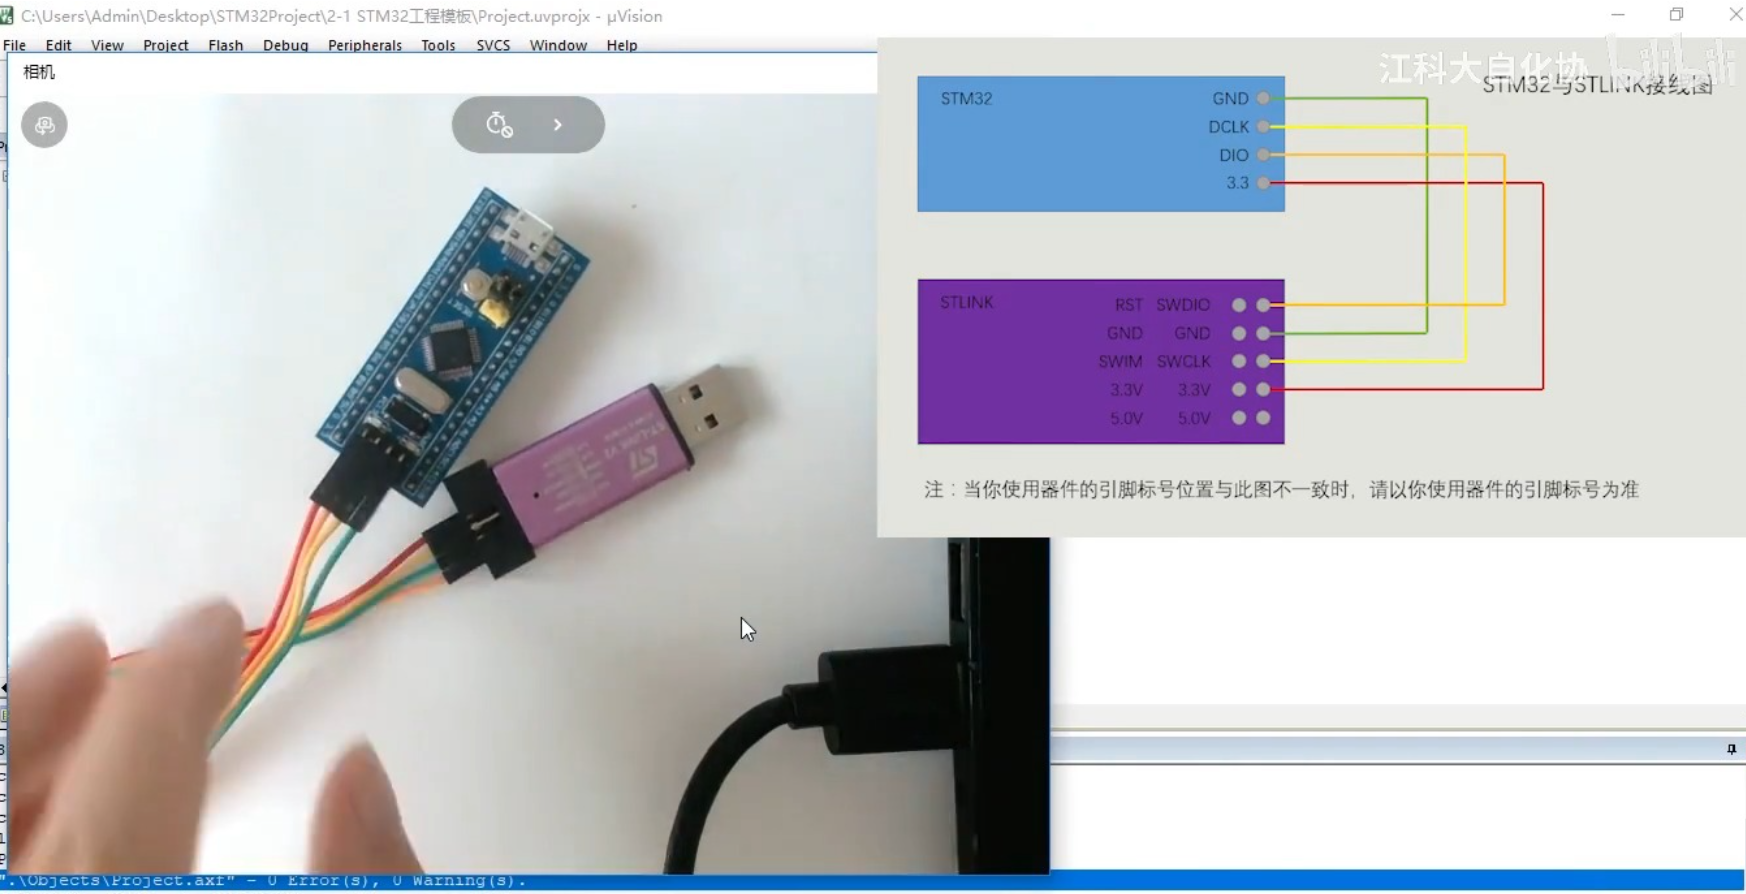 C:\Users\Admin\Desktop\STM32Project\2-1 STM32工程模板\Project.uvprojx - µVision
File Edit View Project Flash Debug Peripherals Tools SVCS Window Help
相机
江科大自化协 bilibili
STM32与STLINK接线图
STM32
GND
DCLK
DIO
3.3
STLINK
RST SWDIO
GND GND
SWIM SWCLK
3.3V 3.3V
5.0V 5.0V
注：当你使用器件的引脚标号位置与此图不一致时，请以你使用器件的引脚标号为准
ST-LINK V2
".\Objects\Project.axf" - 0 Error(s), 0 Warning(s).